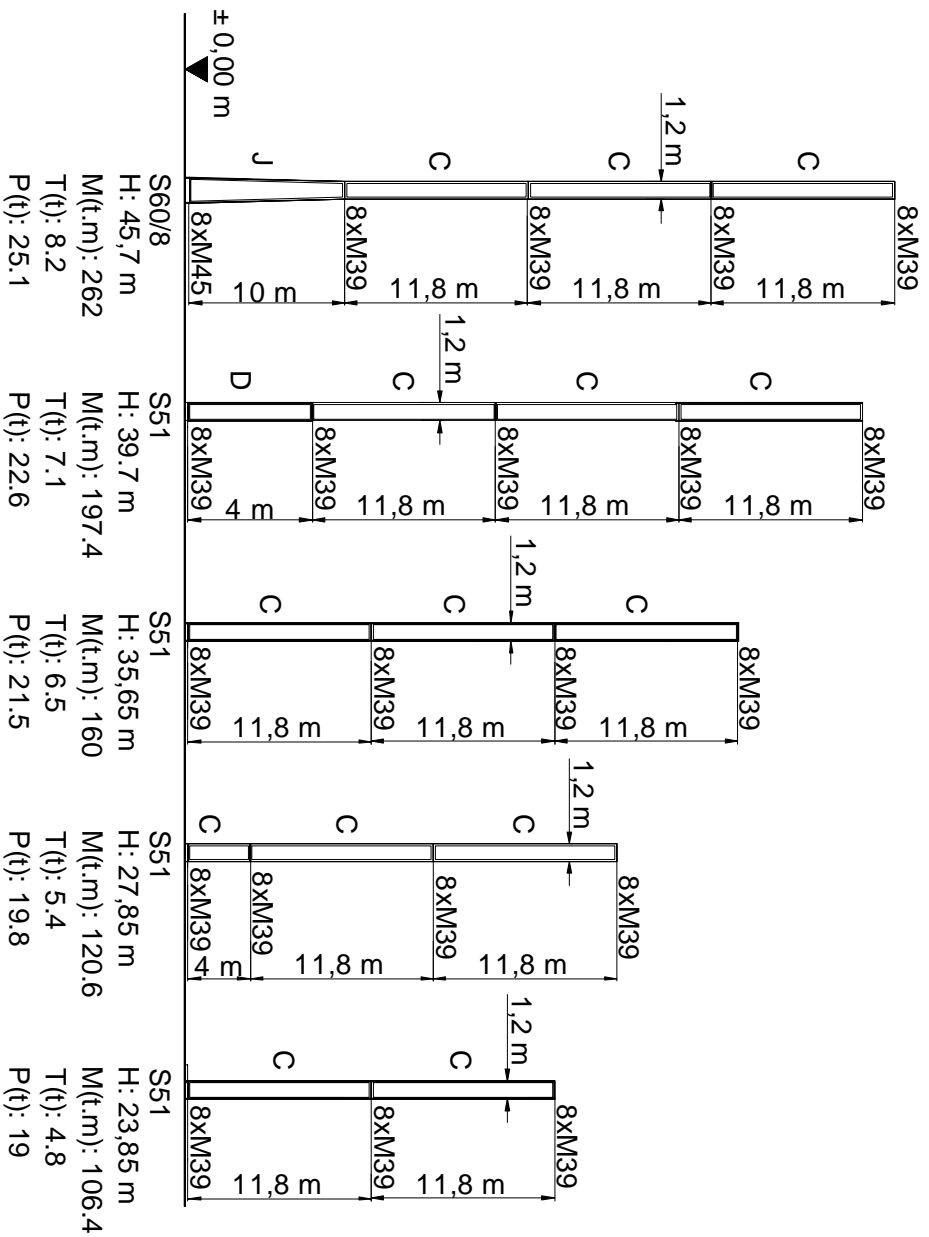 ± 0,00 m
C
C
C
J
1,2 m
8xM39
11,8 m
8xM39
11,8 m
8xM39
11,8 m
8xM39
10 m
8xM45
S60/8
H: 45,7 m
M(t.m): 262
T(t): 8.2
P(t): 25.1
C
C
C
D
1,2 m
8xM39
11,8 m
8xM39
11,8 m
8xM39
11,8 m
8xM39
4 m
8xM39
S51
H: 39.7 m
M(t.m): 197.4
T(t): 7.1
P(t): 22.6
C
C
C
1,2 m
8xM39
11,8 m
8xM39
11,8 m
8xM39
11,8 m
8xM39
S51
H: 35,65 m
M(t.m): 160
T(t): 6.5
P(t): 21.5
C
C
C
1,2 m
8xM39
11,8 m
8xM39
11,8 m
8xM39
4 m
8xM39
S51
H: 27,85 m
M(t.m): 120.6
T(t): 5.4
P(t): 19.8
C
C
1,2 m
8xM39
11,8 m
8xM39
11,8 m
8xM39
S51
H: 23,85 m
M(t.m): 106.4
T(t): 4.8
P(t): 19